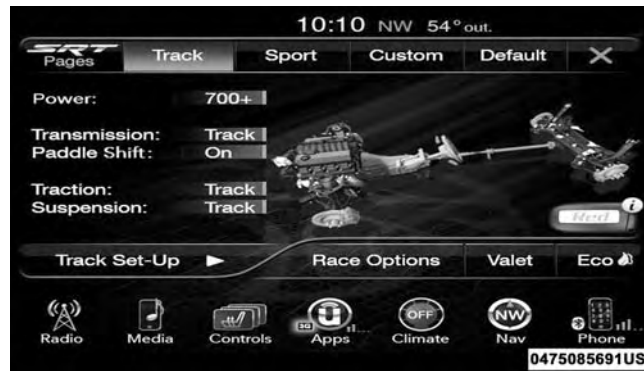 10:10 NW 54° out.
SRT Pages Track Sport Custom Default X
Power: 700+
Transmission: Track
Paddle Shift: On
Traction: Track
Suspension: Track
i
Red
Track Set-Up Race Options Valet Eco
U OFF NW
3G
Radio Media Controls Apps Climate Nav Phone
0475085691US